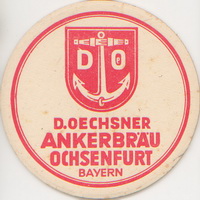 D O
D. OECHSNER
ANKERBRÄU
OCHSENFURT
BAYERN